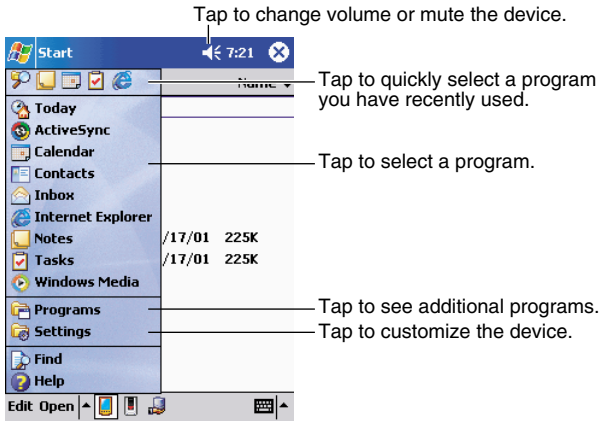 Tap to change volume or mute the device.
Start 7:21
Name
Tap to quickly select a program
you have recently used.
Today
ActiveSync
Calendar
Tap to select a program.
Contacts
Inbox
Internet Explorer
Notes /17/01 225K
Tasks /17/01 225K
Windows Media
Programs
Tap to see additional programs.
Settings
Tap to customize the device.
Find
Help
Edit Open